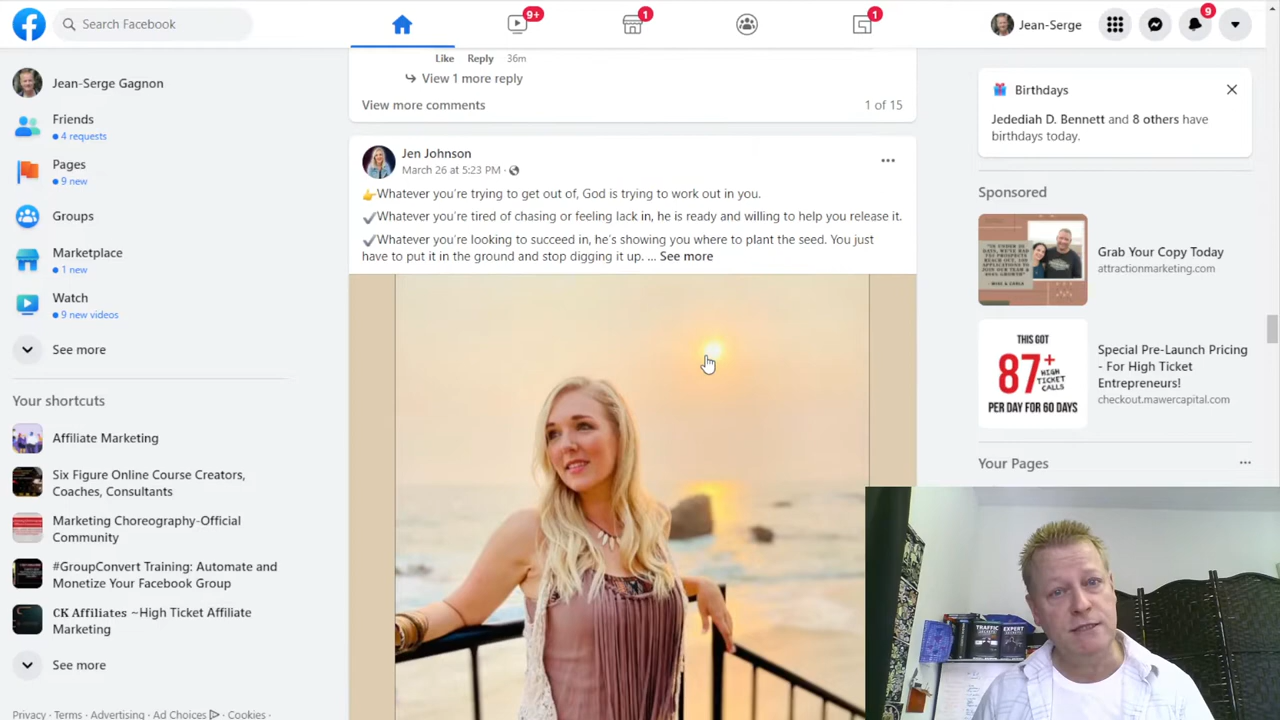 Search Facebook
9+
1
1
Jean-Serge
9
Jean-Serge Gagnon
Friends
4 requests
Pages
9 new
Groups
Marketplace
1 new
Watch
9 new videos
See more
Your shortcuts
Affiliate Marketing
Six Figure Online Course Creators,
Coaches, Consultants
Marketing Choreography-Official
Community
#GroupConvert Training: Automate and
Monetize Your Facebook Group
CK Affiliates ~High Ticket Affiliate
Marketing
See more
Privacy · Terms · Advertising · Ad Choices · Cookies ·
Like Reply 36m
View 1 more reply
View more comments 1 of 15
Jen Johnson
March 26 at 5:23 PM ·
Whatever you're trying to get out of, God is trying to work out in you.
Whatever you're tired of chasing or feeling lack in, he is ready and willing to help you release it.
Whatever you're looking to succeed in, he's showing you where to plant the seed. You just
have to put it in the ground and stop digging it up. ... See more
Birthdays
Jedediah D. Bennett and 8 others have
birthdays today.
Sponsored
Grab Your Copy Today
attractionmarketing.com
THIS GOT
87+
HIGH
TICKET
CALLS
PER DAY FOR 60 DAYS
Special Pre-Launch Pricing
- For High Ticket
Entrepreneurs!
checkout.mawercapital.com
Your Pages
TRAFFIC
SECRETS
EXPERT
SECRETS